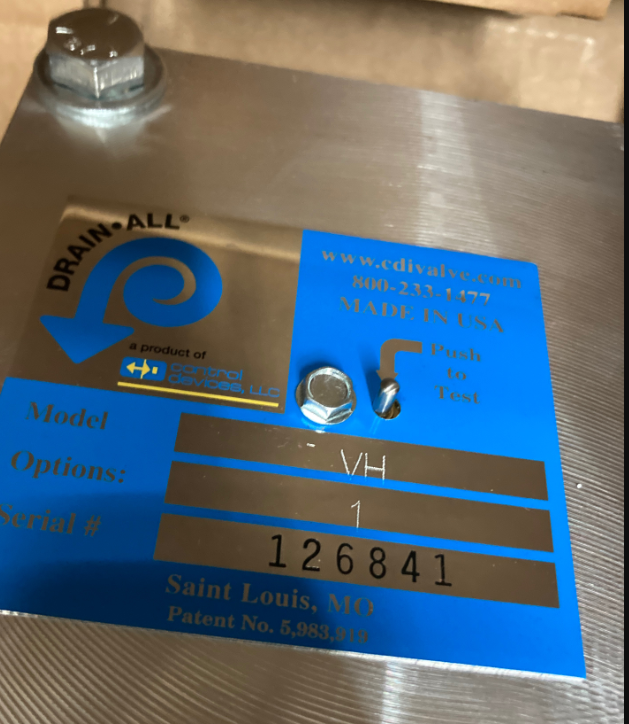 DRAIN•ALL®
a product of
control
devices, LLC
www.cdivalve.com
800-233-1477
MADE IN USA
Push
to
Test
Model VH
Options: 1
Serial # 126841
Saint Louis, MO
Patent No. 5,983,919